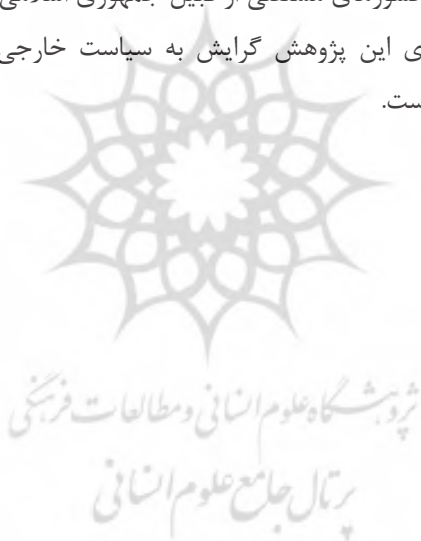 کشورهای مستقلی از قبیل جمهوری اسلامی
ی این پژوهش گرایش به سیاست خارجی
ست.
پژوهشگاه علوم انسانی و مطالعات فرهنگی
پرتال جامع علوم انسانی